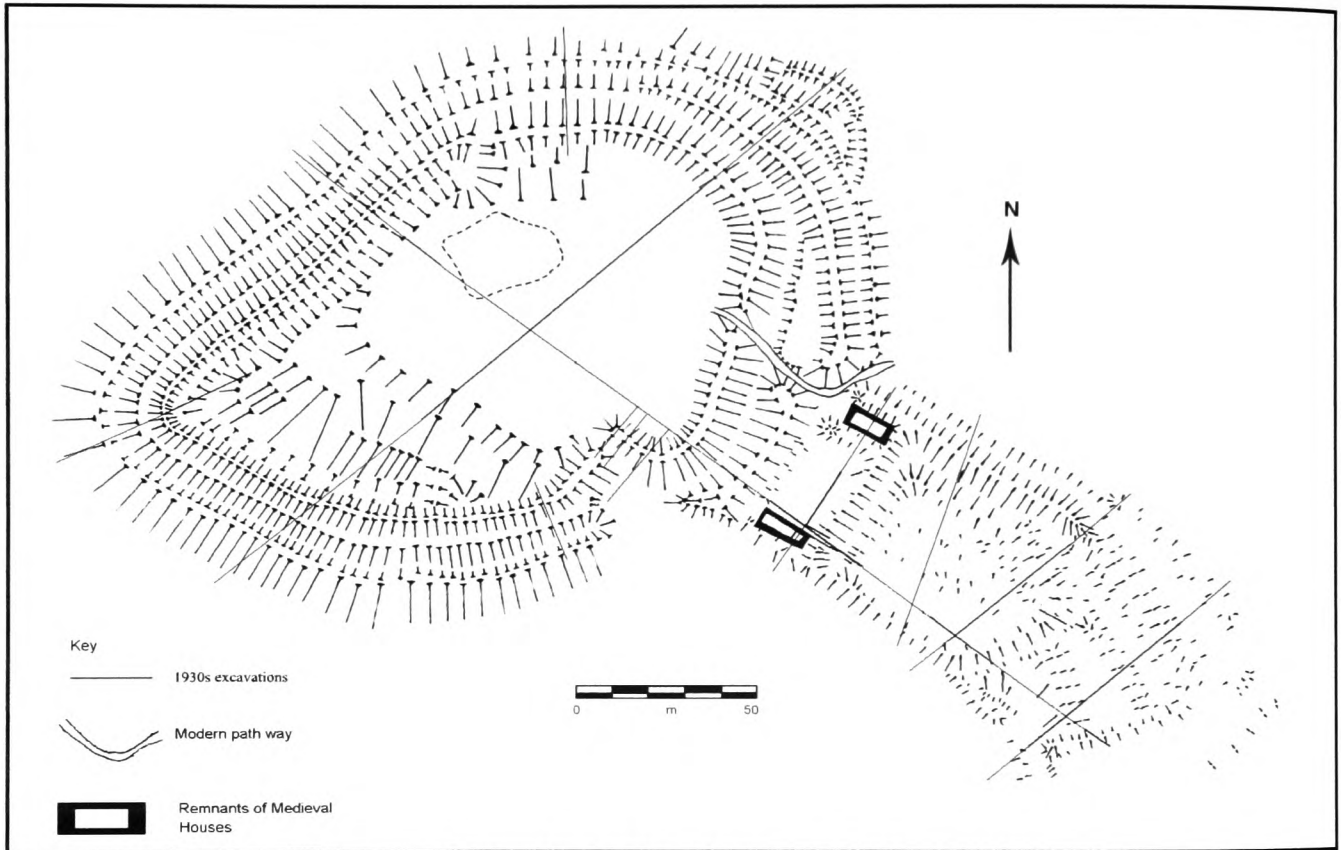 N
Key
1930s excavations
Modern path way
Remnants of Medieval
Houses
0 m 50